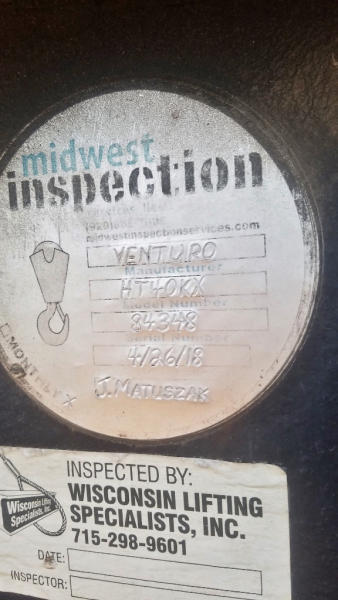 midwest
inspection
midwestinspectionservices.com
VENTURO
Manufacturer
HT40KX
Model Number
84348
Serial Number
4/26/18
J. MATUSZAK
MONTHLY X
INSPECTED BY:
WISCONSIN LIFTING
SPECIALISTS, INC.
715-298-9601
Wisconsin Lifting
Specialists, Inc.
DATE:
INSPECTOR: